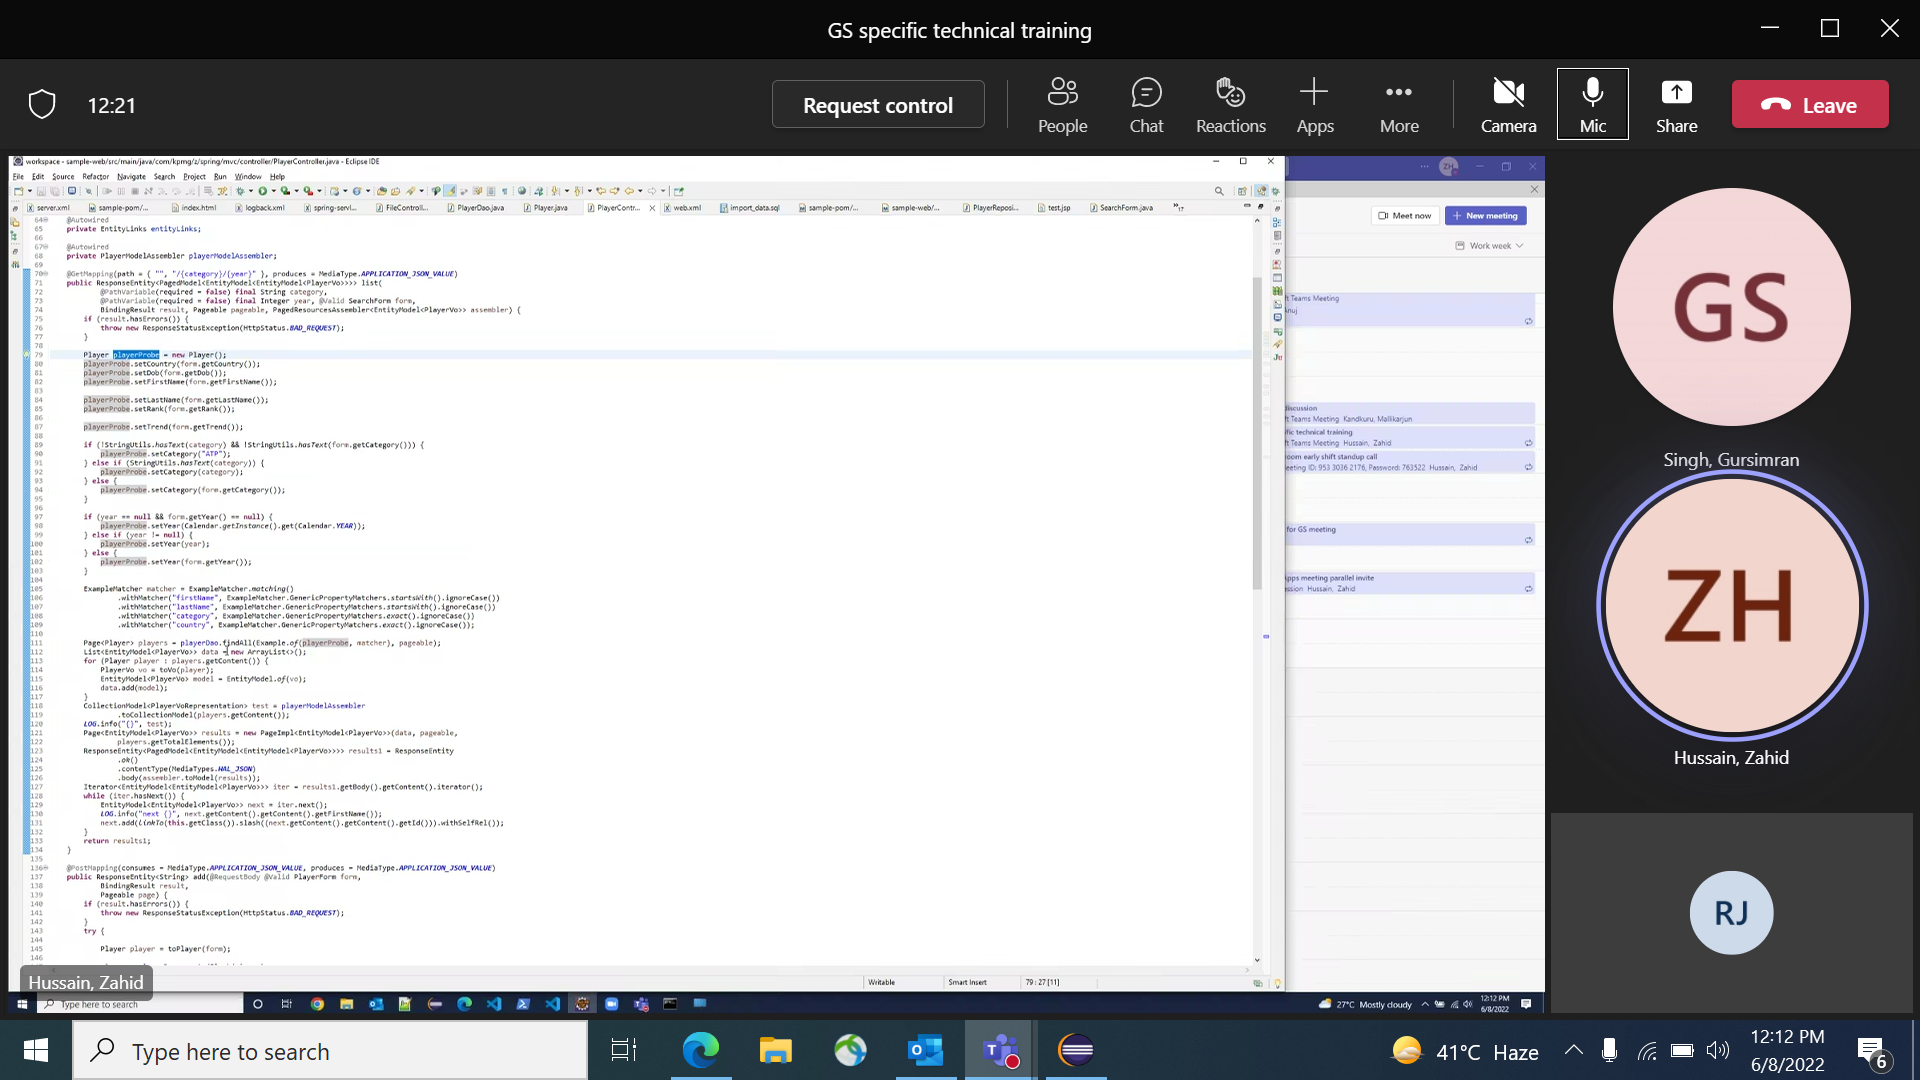 GS specific technical training
12:21
Request control
People
Chat
Reactions
Apps
More
Camera
Mic
Share
Leave
workspace - sample-web/src/main/java/com/kpmg/z/spring/mvc/controller/PlayerController.java - Eclipse IDE
File Edit Source Refactor Navigate Search Project Run Window Help
server.xml sample-pom/... index.html logback.xml spring-servl... FileControll... PlayerDao.java Player.java PlayerContr... web.xml import_data.sql sample-pom/... sample-web/... PlayerReposi... test.jsp SearchForm.java
64 @Autowired
65 private EntityLinks entityLinks;
66
67 @Autowired
68 private PlayerModelAssembler playerModelAssembler;
69
70 @GetMapping(path = { "", "/{category}/{year}" }, produces = MediaType.APPLICATION_JSON_VALUE)
71 public ResponseEntity<PagedModel<EntityModel<EntityModel<PlayerVo>>>> list(
72 @PathVariable(required = false) final String category,
73 @PathVariable(required = false) final Integer year, @Valid SearchForm form,
74 BindingResult result, Pageable pageable, PagedResourcesAssembler<EntityModel<PlayerVo>> assembler) {
75 if (result.hasErrors()) {
76 throw new ResponseStatusException(HttpStatus.BAD_REQUEST);
77 }
78
79 Player playerProbe = new Player();
80 playerProbe.setCountry(form.getCountry());
81 playerProbe.setDob(form.getDob());
82 playerProbe.setFirstName(form.getFirstName());
83
84 playerProbe.setLastName(form.getLastName());
85 playerProbe.setRank(form.getRank());
86
87 playerProbe.setTrend(form.getTrend());
88
89 if (!StringUtils.hasText(category) && !StringUtils.hasText(form.getCategory())) {
90 playerProbe.setCategory("ATP");
91 } else if (StringUtils.hasText(category)) {
92 playerProbe.setCategory(category);
93 } else {
94 playerProbe.setCategory(form.getCategory());
95 }
96
97 if (year == null && form.getYear() == null) {
98 playerProbe.setYear(Calendar.getInstance().get(Calendar.YEAR));
99 } else if (year != null) {
100 playerProbe.setYear(year);
101 } else {
102 playerProbe.setYear(form.getYear());
103 }
104
105 ExampleMatcher matcher = ExampleMatcher.matching()
106 .withMatcher("firstName", ExampleMatcher.GenericPropertyMatchers.startsWith().ignoreCase())
107 .withMatcher("lastName", ExampleMatcher.GenericPropertyMatchers.startsWith().ignoreCase())
108 .withMatcher("category", ExampleMatcher.GenericPropertyMatchers.exact().ignoreCase())
109 .withMatcher("country", ExampleMatcher.GenericPropertyMatchers.exact().ignoreCase());
110
111 Page<Player> players = playerDao.findAll(Example.of(playerProbe, matcher), pageable);
112 List<EntityModel<PlayerVo>> data = new ArrayList<>();
113 for (Player player : players.getContent()) {
114 PlayerVo vo = toVo(player);
115 EntityModel<PlayerVo> model = EntityModel.of(vo);
116 data.add(model);
117 }
118 CollectionModel<PlayerVoRepresentation> test = playerModelAssembler
119 .toCollectionModel(players.getContent());
120 LOG.info("{}", test);
121 Page<EntityModel<PlayerVo>> results = new PageImpl<EntityModel<PlayerVo>>(data, pageable,
122 players.getTotalElements());
123 ResponseEntity<PagedModel<EntityModel<EntityModel<PlayerVo>>>> results1 = ResponseEntity
124 .ok()
125 .contentType(MediaTypes.HAL_JSON)
126 .body(assembler.toModel(results));
127 Iterator<EntityModel<EntityModel<PlayerVo>>> iter = results1.getBody().getContent().iterator();
128 while (iter.hasNext()) {
129 EntityModel<EntityModel<PlayerVo>> next = iter.next();
130 LOG.info("next {}", next.getContent().getContent().getFirstName());
131 next.add(linkTo(this.getClass()).slash((next.getContent().getContent().getId())).withSelfRel());
132 }
133 return results1;
134 }
135
136 @PostMapping(consumes = MediaType.APPLICATION_JSON_VALUE, produces = MediaType.APPLICATION_JSON_VALUE)
137 public ResponseEntity<String> add(@RequestBody @Valid PlayerForm form,
138 BindingResult result,
139 Pageable page) {
140 if (result.hasErrors()) {
141 throw new ResponseStatusException(HttpStatus.BAD_REQUEST);
142 }
143 try {
144
145 Player player = toPlayer(form);
146
Writable Smart Insert 79 : 27 [11]
ZH
Meet now
New meeting
Work week
ft Teams Meeting
Anuj
discussion
ft Teams Meeting Kandkuru, Mallikarjun
ific technical training
ft Teams Meeting Hussain, Zahid
oom early shift standup call
eeting ID: 953 3036 2176, Password: 763522 Hussain, Zahid
for GS meeting
Apps meeting parallel invite
ession Hussain, Zahid
Hussain, Zahid
Type here to search
27°C Mostly cloudy
12:12 PM
6/8/2022
GS
Singh, Gursimran
ZH
Hussain, Zahid
RJ
Type here to search
41°C Haze
12:12 PM
6/8/2022
6